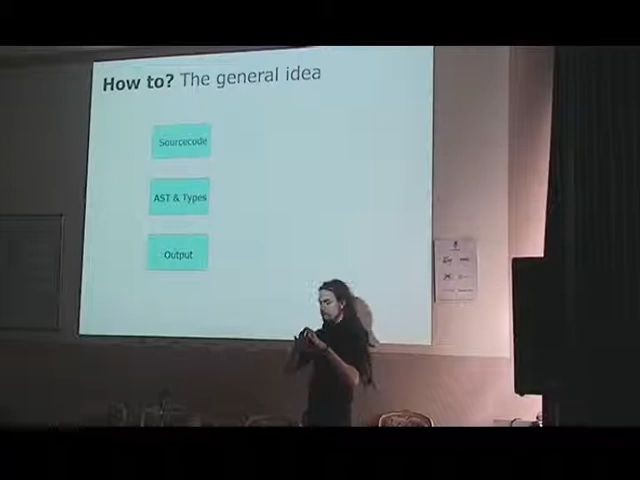 How to? The general idea
Sourcecode
AST & Types
Output